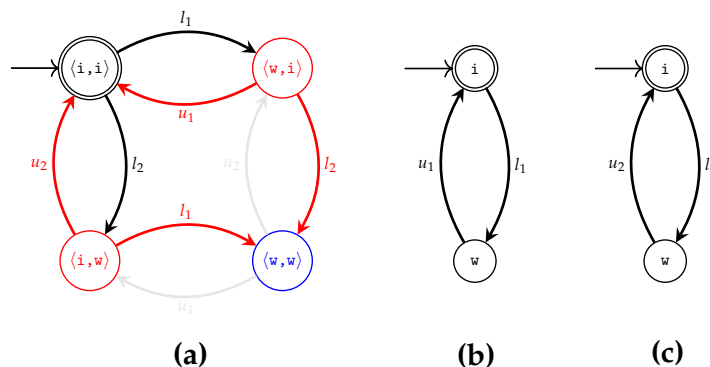 l₁
⟨i,i⟩
⟨w,i⟩
u₁
u₂
l₂
u₂
l₂
l₁
⟨i,w⟩
⟨w,w⟩
u₁
(a)
i
u₁
l₁
w
(b)
i
u₂
l
w
(c)